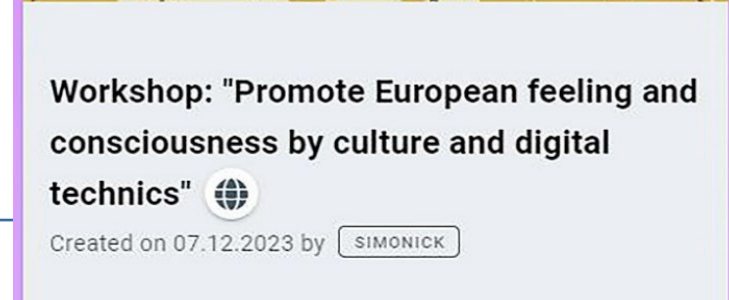 Workshop: "Promote European feeling and
consciousness by culture and digital
technics"
Created on 07.12.2023 by SIMONICK